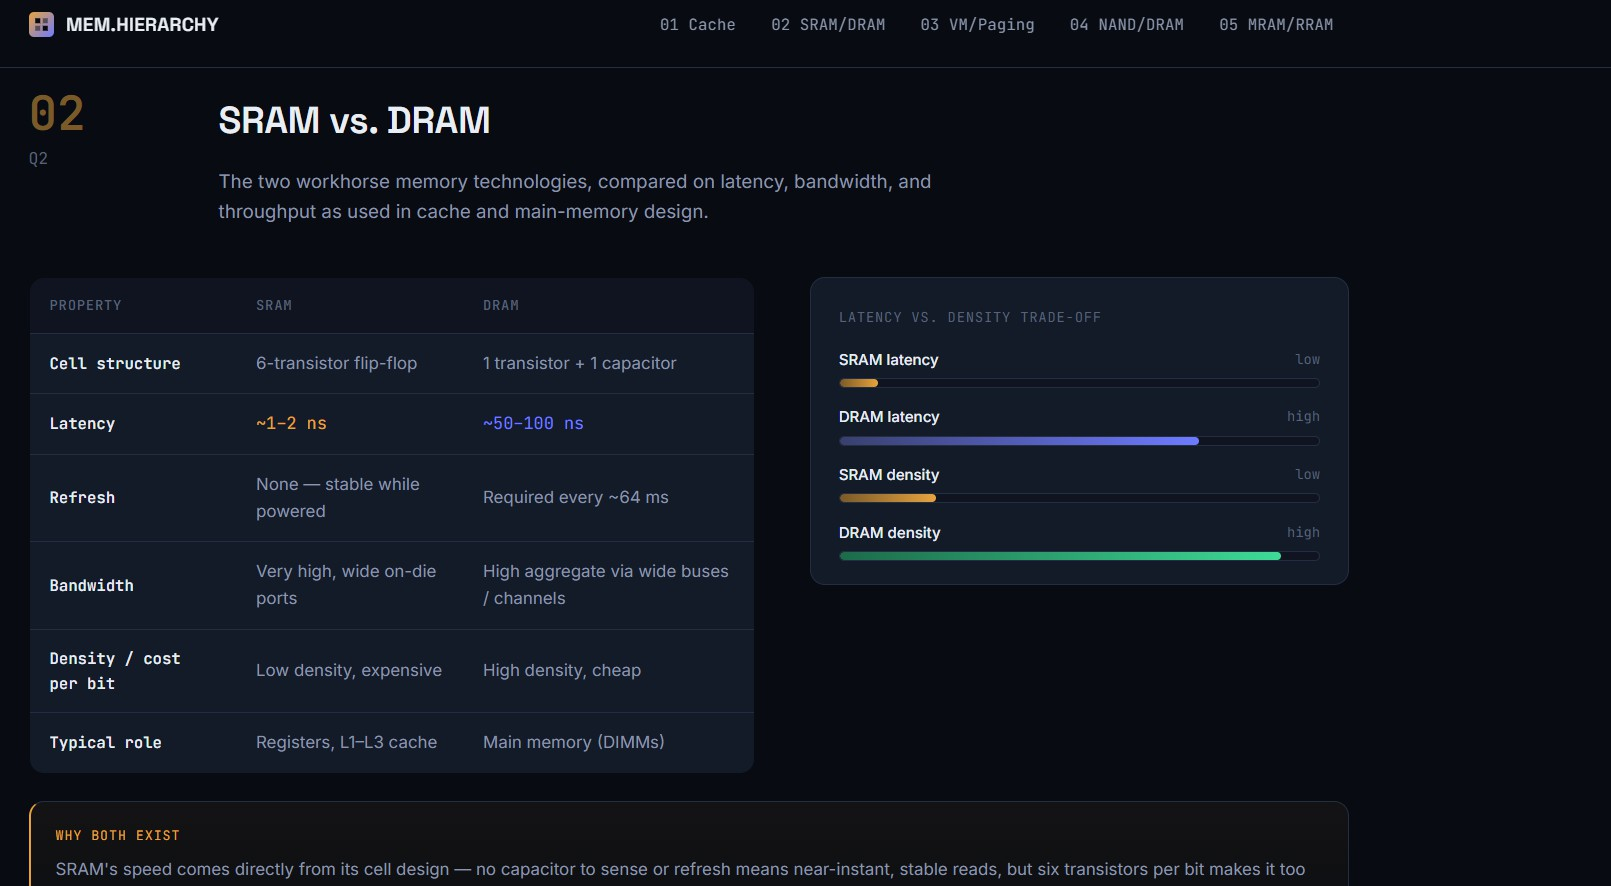 MEM.HIERARCHY
01 Cache
02 SRAM/DRAM
03 VM/Paging
04 NAND/DRAM
05 MRAM/RRAM
02
Q2
SRAM vs. DRAM
The two workhorse memory technologies, compared on latency, bandwidth, and
throughput as used in cache and main-memory design.
PROPERTY SRAM DRAM
Cell structure 6-transistor flip-flop 1 transistor + 1 capacitor
Latency ~1–2 ns ~50–100 ns
Refresh
None — stable while
powered
Required every ~64 ms
Bandwidth
Very high, wide on-die
ports
High aggregate via wide buses
/ channels
Density / cost
per bit
Low density, expensive
High density, cheap
Typical role Registers, L1–L3 cache Main memory (DIMMs)
LATENCY VS. DENSITY TRADE-OFF
SRAM latency low
DRAM latency high
SRAM density low
DRAM density high
WHY BOTH EXIST
SRAM's speed comes directly from its cell design — no capacitor to sense or refresh means near-instant, stable reads, but six transistors per bit makes it too